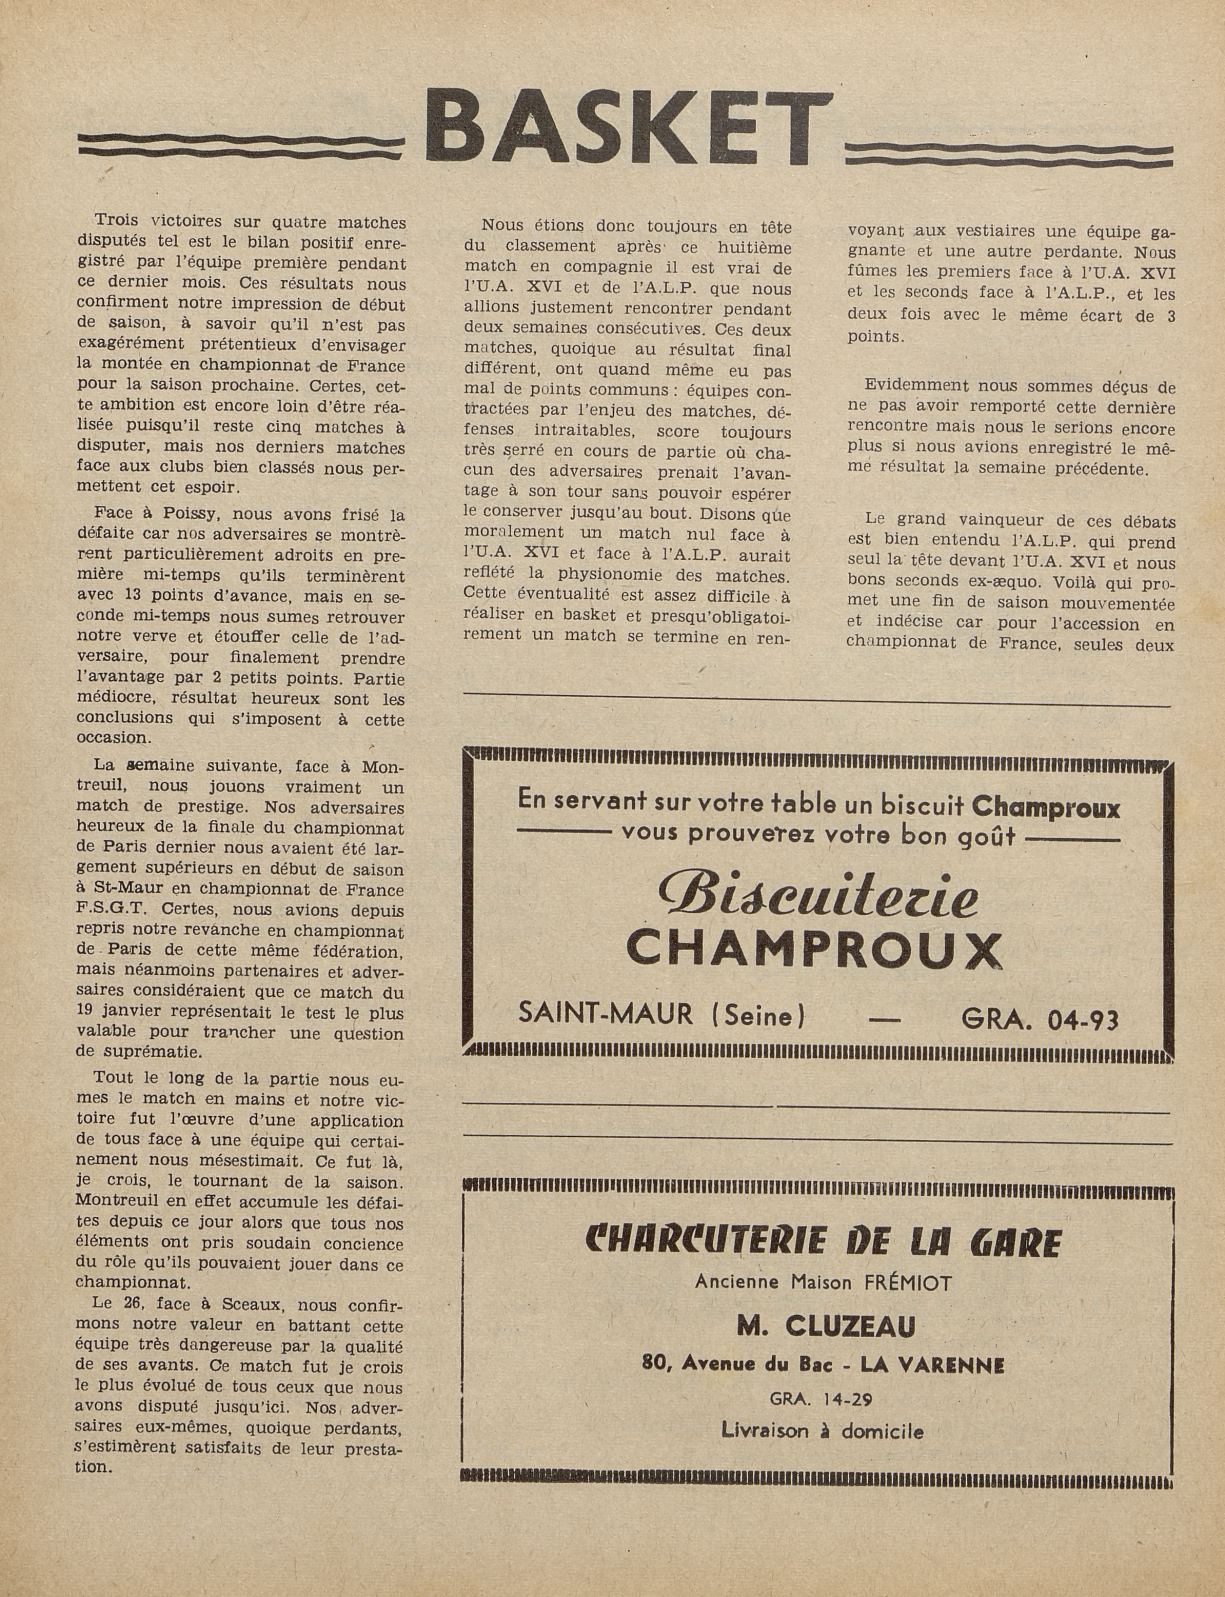 BASKET
Trois victoires sur quatre matches
disputés tel est le bilan positif enre-
gistré par l'équipe première pendant
ce dernier mois. Ces résultats nous
confirment notre impression de début
de saison, à savoir qu'il n'est pas
exagérément prétentieux d'envisager
la montée en championnat de France
pour la saison prochaine. Certes, cet-
te ambition est encore loin d'être réa-
lisée puisqu'il reste cinq matches à
disputer, mais nos derniers matches
face aux clubs bien classés nous per-
mettent cet espoir.
Face à Poissy, nous avons frisé la
défaite car nos adversaires se montrè-
rent particulièrement adroits en pre-
mière mi-temps qu'ils terminèrent
avec 13 points d'avance, mais en se-
conde mi-temps nous sumes retrouver
notre verve et étouffer celle de l'ad-
versaire, pour finalement prendre
l'avantage par 2 petits points. Partie
médiocre, résultat heureux sont les
conclusions qui s'imposent à cette
occasion.
La semaine suivante, face à Mon-
treuil, nous jouons vraiment un
match de prestige. Nos adversaires
heureux de la finale du championnat
de Paris dernier nous avaient été lar-
gement supérieurs en début de saison
à St-Maur en championnat de France
F.S.G.T. Certes, nous avions depuis
repris notre revanche en championnat
de Paris de cette même fédération,
mais néanmoins partenaires et adver-
saires considéraient que ce match du
19 janvier représentait le test le plus
valable pour trancher une question
de suprématie.
Tout le long de la partie nous eu-
mes le match en mains et notre vic-
toire fut l'œuvre d'une application
de tous face à une équipe qui certai-
nement nous mésestimait. Ce fut là,
je crois, le tournant de la saison.
Montreuil en effet accumule les défai-
tes depuis ce jour alors que tous nos
éléments ont pris soudain concience
du rôle qu'ils pouvaient jouer dans ce
championnat.
Le 26, face à Sceaux, nous confir-
mons notre valeur en battant cette
équipe très dangereuse par la qualité
de ses avants. Ce match fut je crois
le plus évolué de tous ceux que nous
avons disputé jusqu'ici. Nos adver-
saires eux-mêmes, quoique perdants,
s'estimèrent satisfaits de leur presta-
tion.
Nous étions donc toujours en tête
du classement après ce huitième
match en compagnie il est vrai de
l'U.A. XVI et de l'A.L.P. que nous
allions justement rencontrer pendant
deux semaines consécutives. Ces deux
matches, quoique au résultat final
différent, ont quand même eu pas
mal de points communs : équipes con-
tractées par l'enjeu des matches, dé-
fenses intraitables, score toujours
très serré en cours de partie où cha-
cun des adversaires prenait l'avan-
tage à son tour sans pouvoir espérer
le conserver jusqu'au bout. Disons que
moralement un match nul face à
l'U.A. XVI et face à l'A.L.P. aurait
reflété la physionomie des matches.
Cette éventualité est assez difficile à
réaliser en basket et presqu'obligatoi-
rement un match se termine en ren-
voyant aux vestiaires une équipe ga-
gnante et une autre perdante. Nous
fûmes les premiers face à l'U.A. XVI
et les seconds face à l'A.L.P., et les
deux fois avec le même écart de 3
points.
Evidemment nous sommes déçus de
ne pas avoir remporté cette dernière
rencontre mais nous le serions encore
plus si nous avions enregistré le mê-
me résultat la semaine précédente.
Le grand vainqueur de ces débats
est bien entendu l'A.L.P. qui prend
seul la tête devant l'U.A. XVI et nous
bons seconds ex-æquo. Voilà qui pro-
met une fin de saison mouvementée
et indécise car pour l'accession en
championnat de France, seules deux
En servant sur votre table un biscuit Champroux
vous prouverez votre bon goût
Biscuiterie
CHAMPROUX
SAINT-MAUR (Seine) — GRA. 04-93
CHARCUTERIE DE LA GARE
Ancienne Maison FRÉMIOT
M. CLUZEAU
80, Avenue du Bac - LA VARENNE
GRA. 14-29
Livraison à domicile